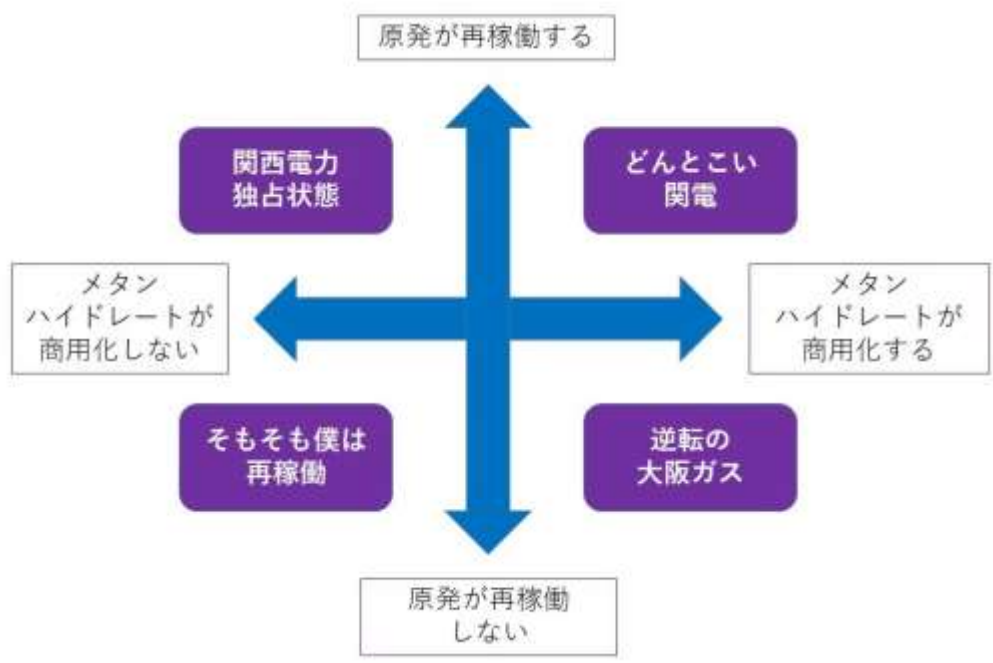 原発が再稼働する
関西電力
独占状態
どんとこい
関電
メタン
ハイドレートが
商用化しない
メタン
ハイドレートが
商用化する
そもそも僕は
再稼働
逆転の
大阪ガス
原発が再稼働
しない